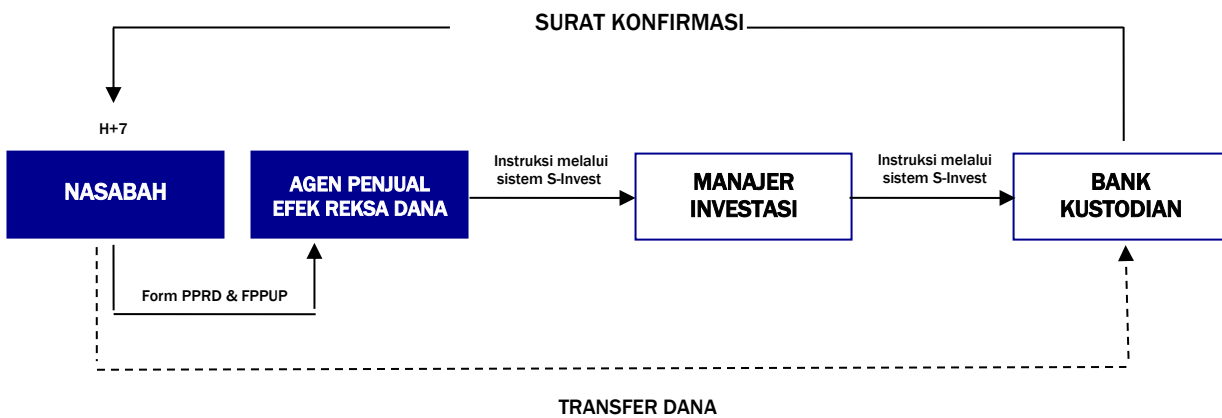 SURAT KONFIRMASI
H+7
NASABAH
AGEN PENJUAL
EFEK REKSA DANA
Instruksi melalui
sistem S-Invest
MANAJER
INVESTASI
Instruksi melalui
sistem S-Invest
BANK
KUSTODIAN
Form PPRD & FPPUP
TRANSFER DANA